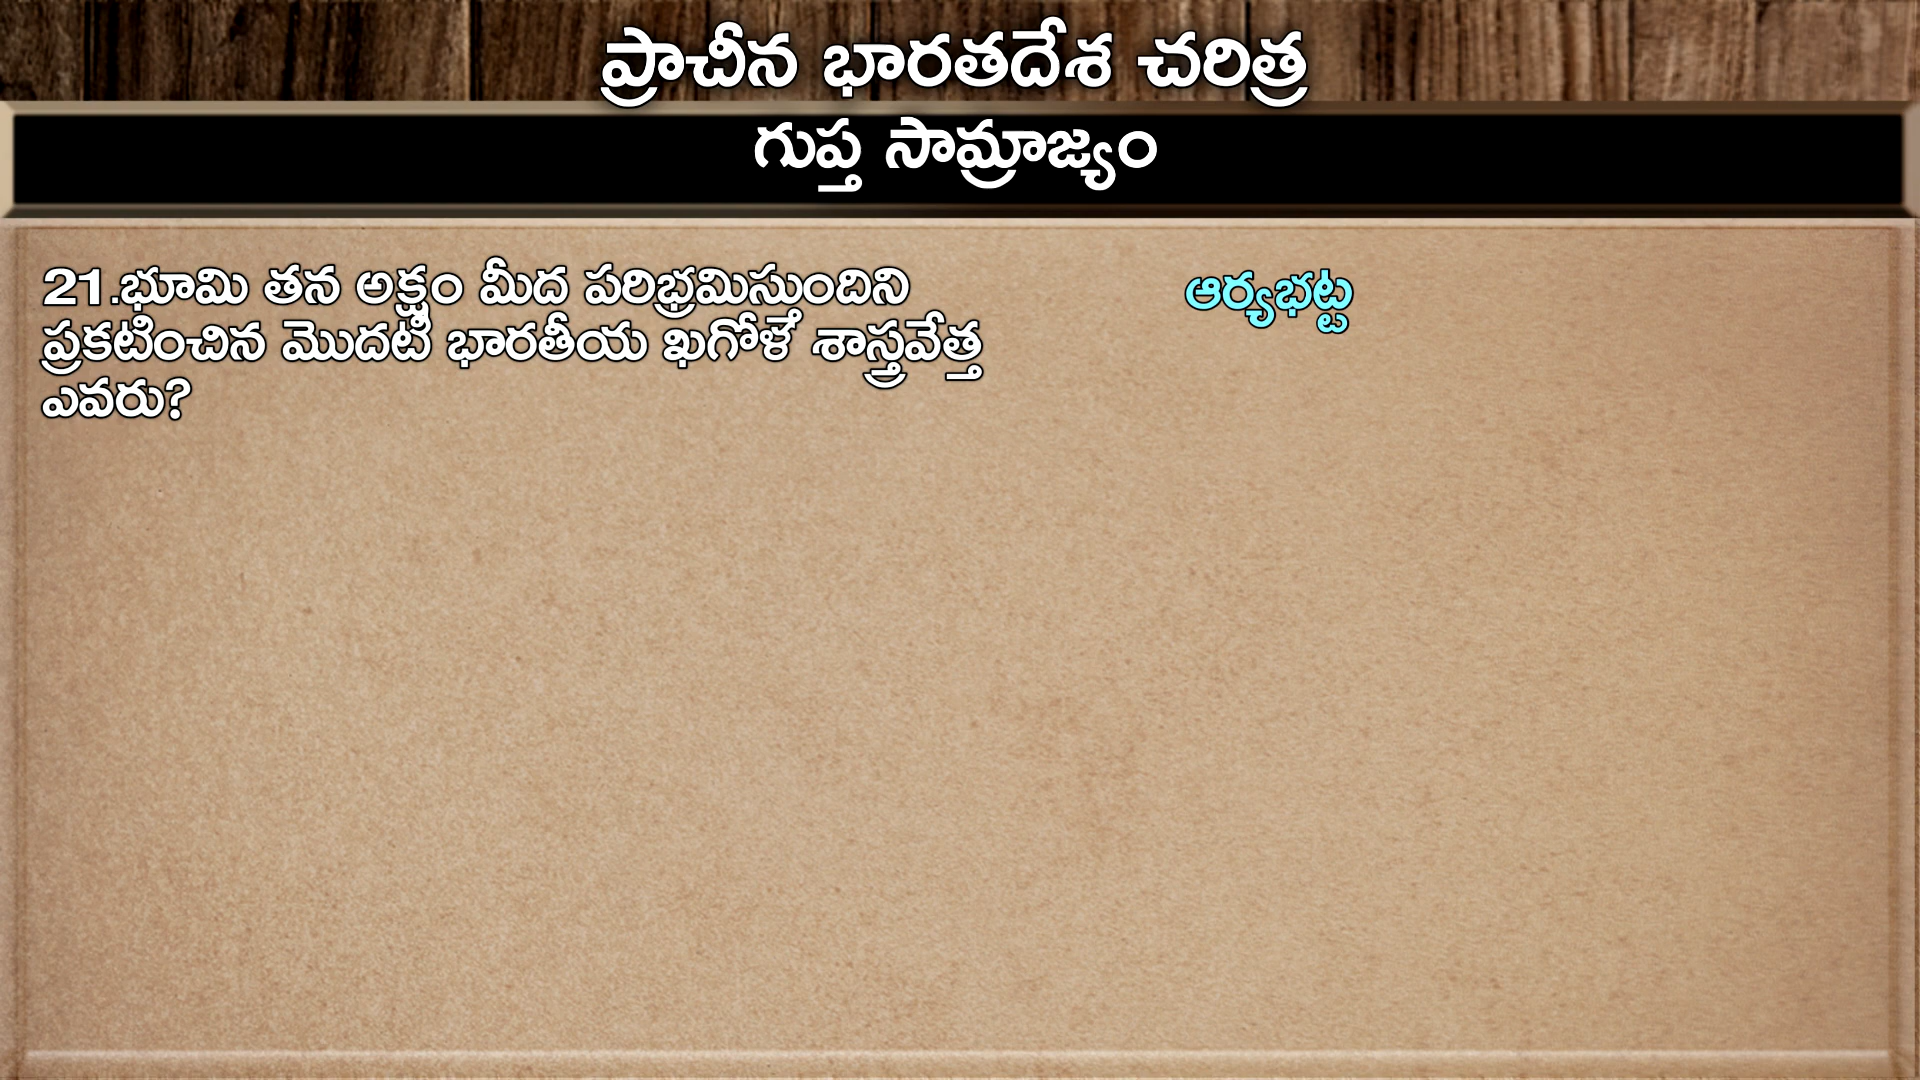 ప్రాచీన భారతదేశ చరిత్ర
గుప్త సామ్రాజ్యం
21.భూమి తన అక్షం మీద పరిభ్రమిస్తుందిని
ప్రకటించిన మొదటి భారతీయ ఖగోళ శాస్త్రవేత్త
ఎవరు?
ఆర్యభట్ట